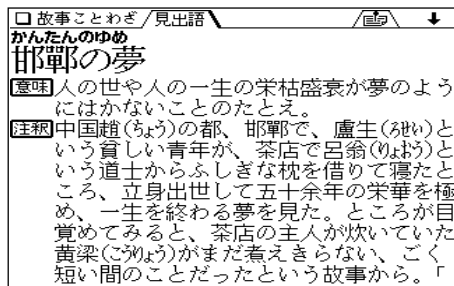 故事ことわざ/見出語
かんたんのゆめ
邯鄲の夢
意味 人の世や人の一生の栄枯盛衰が夢のよう
にはかないことのたとえ。
注釈 中国趙(ちょう)の都、邯鄲で、盧生(ろせい)と
いう貧しい青年が、茶店で呂翁(りょおう)と
いう道士からふしぎな枕を借りて寝たと
ころ、立身出世して五十余年の栄華を極
め、一生を終わる夢を見た。ところが目
覚めてみると、茶店の主人が炊いていた
黄梁(こうりょう)がまだ煮えきらない、ごく
短い間のことだったという故事から。「